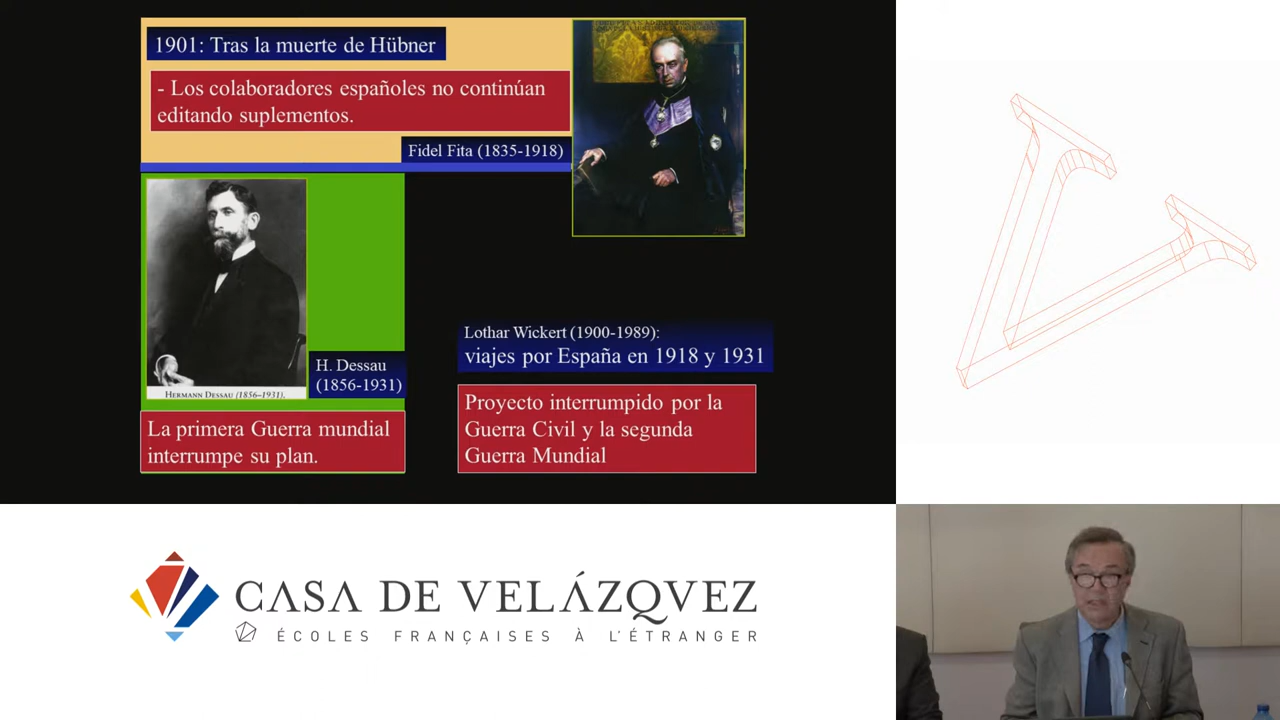 1901: Tras la muerte de Hübner
- Los colaboradores españoles no continúan
editando suplementos.
Fidel Fita (1835-1918)
H. Dessau
(1856-1931)
HERMANN DESSAU (1856–1931).
La primera Guerra mundial
interrumpe su plan.
Lothar Wickert (1900-1989):
viajes por España en 1918 y 1931
Proyecto interrumpido por la
Guerra Civil y la segunda
Guerra Mundial
CASA DE VELÁZQVEZ
ÉCOLES FRANÇAISES À L'ÉTRANGER